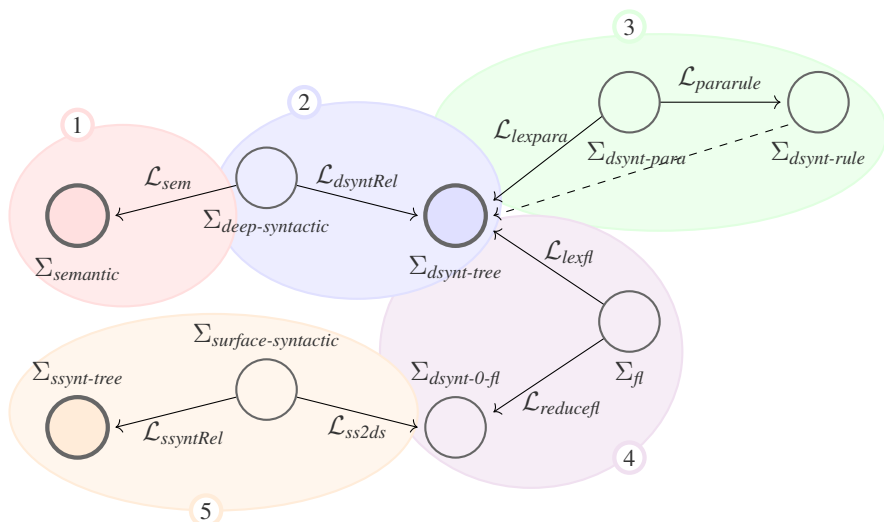 3
ℒpararule
2
1
ℒlexpara
Σdsynt-para
Σdsynt-rule
ℒsem
ℒdsyntRel
Σdeep-syntactic
Σsemantic
Σdsynt-tree
ℒlexfl
Σsurface-syntactic
Σssynt-tree
Σdsynt-0-fl
Σfl
ℒreducefl
ℒssyntRel
ℒss2ds
4
5